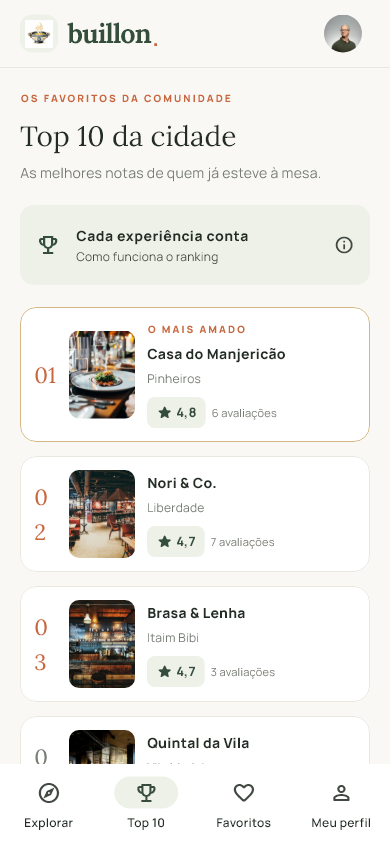 buillon.
OS FAVORITOS DA COMUNIDADE
Top 10 da cidade
As melhores notas de quem já esteve à mesa.
Cada experiência conta
Como funciona o ranking
O MAIS AMADO
01
Casa do Manjericão
Pinheiros
4,8 6 avaliações
0
2
Nori & Co.
Liberdade
4,7 7 avaliações
0
3
Brasa & Lenha
Itaim Bibi
4,7 3 avaliações
0
Quintal da Vila
Explorar Top 10 Favoritos Meu perfil